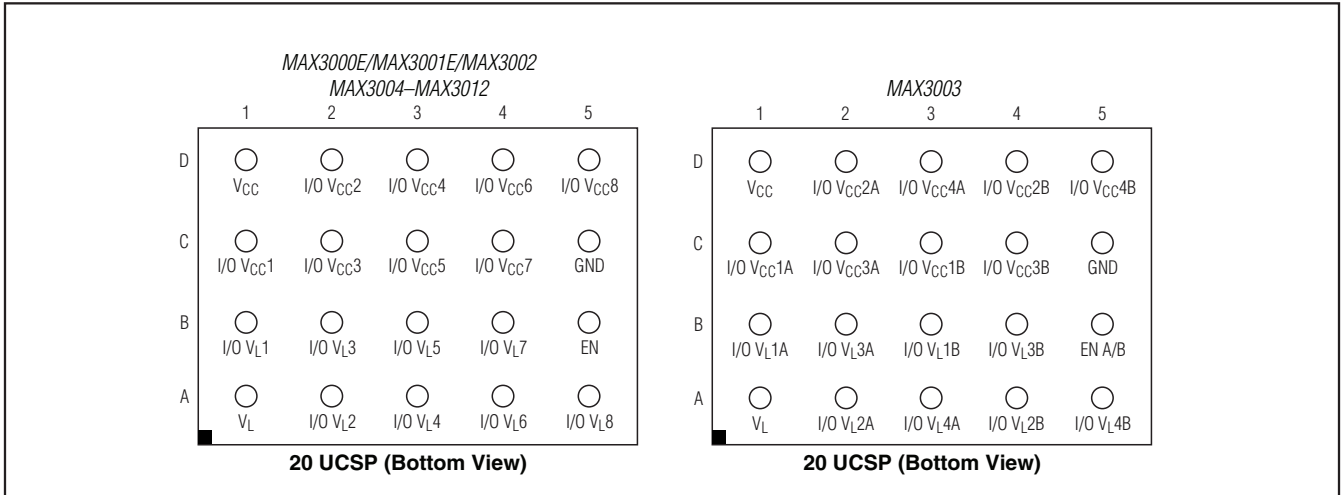 MAX3000E/MAX3001E/MAX3002
MAX3004–MAX3012
1 2 3 4 5
D
VCC I/O VCC2 I/O VCC4 I/O VCC6 I/O VCC8
C
I/O VCC1 I/O VCC3 I/O VCC5 I/O VCC7 GND
B
I/O VL1 I/O VL3 I/O VL5 I/O VL7 EN
A
VL I/O VL2 I/O VL4 I/O VL6 I/O VL8
20 UCSP (Bottom View)
MAX3003
1 2 3 4 5
D
VCC I/O VCC2A I/O VCC4A I/O VCC2B I/O VCC4B
C
I/O VCC1A I/O VCC3A I/O VCC1B I/O VCC3B GND
B
I/O VL1A I/O VL3A I/O VL1B I/O VL3B EN A/B
A
VL I/O VL2A I/O VL4A I/O VL2B I/O VL4B
20 UCSP (Bottom View)